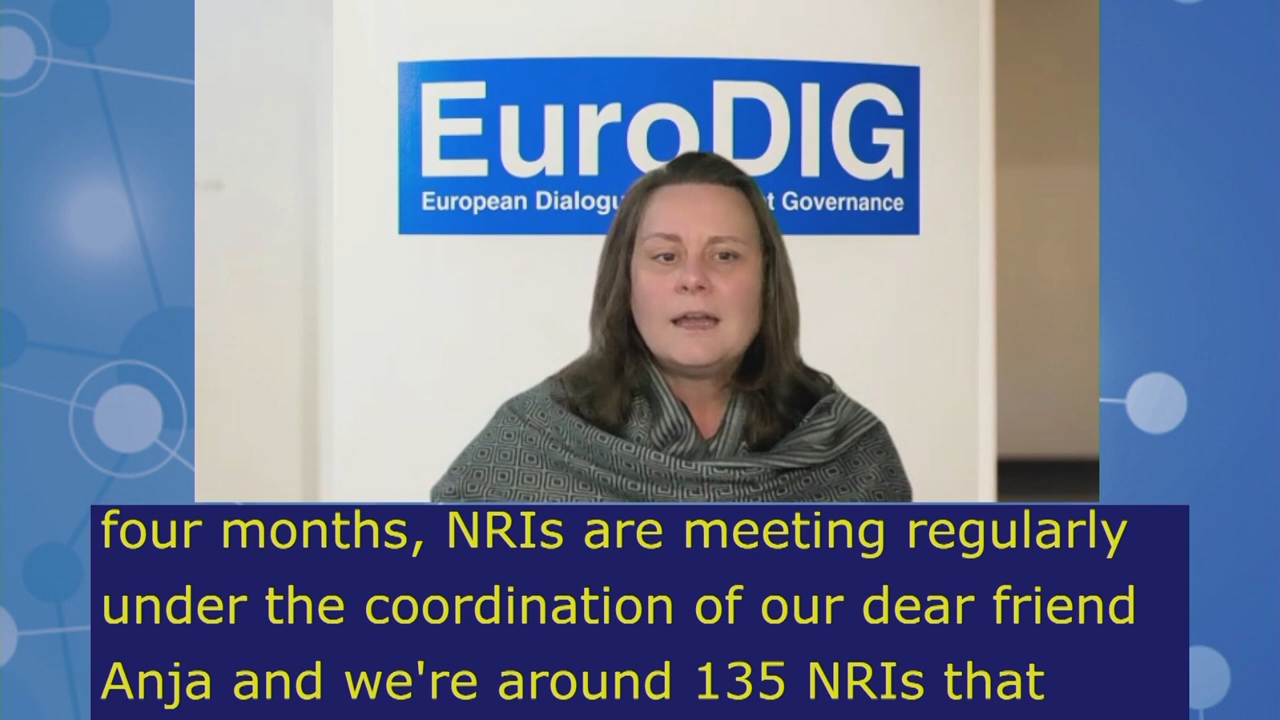 EuroDIG
European Dialogu t Governance
four months, NRIs are meeting regularly
under the coordination of our dear friend
Anja and we're around 135 NRIs that